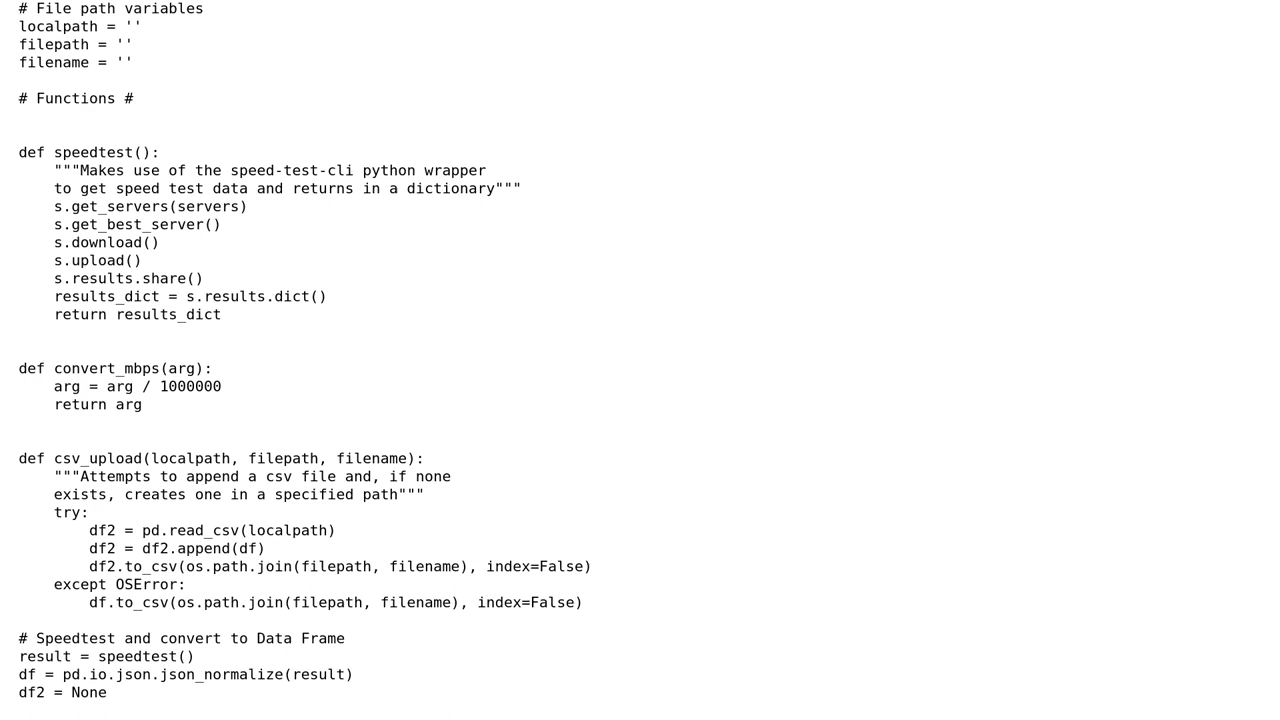 # File path variables
localpath = ''
filepath = ''
filename = ''

# Functions #


def speedtest():
    """Makes use of the speed-test-cli python wrapper
    to get speed test data and returns in a dictionary"""
    s.get_servers(servers)
    s.get_best_server()
    s.download()
    s.upload()
    s.results.share()
    results_dict = s.results.dict()
    return results_dict


def convert_mbps(arg):
    arg = arg / 1000000
    return arg


def csv_upload(localpath, filepath, filename):
    """Attempts to append a csv file and, if none
    exists, creates one in a specified path"""
    try:
        df2 = pd.read_csv(localpath)
        df2 = df2.append(df)
        df2.to_csv(os.path.join(filepath, filename), index=False)
    except OSError:
        df.to_csv(os.path.join(filepath, filename), index=False)

# Speedtest and convert to Data Frame
result = speedtest()
df = pd.io.json.json_normalize(result)
df2 = None